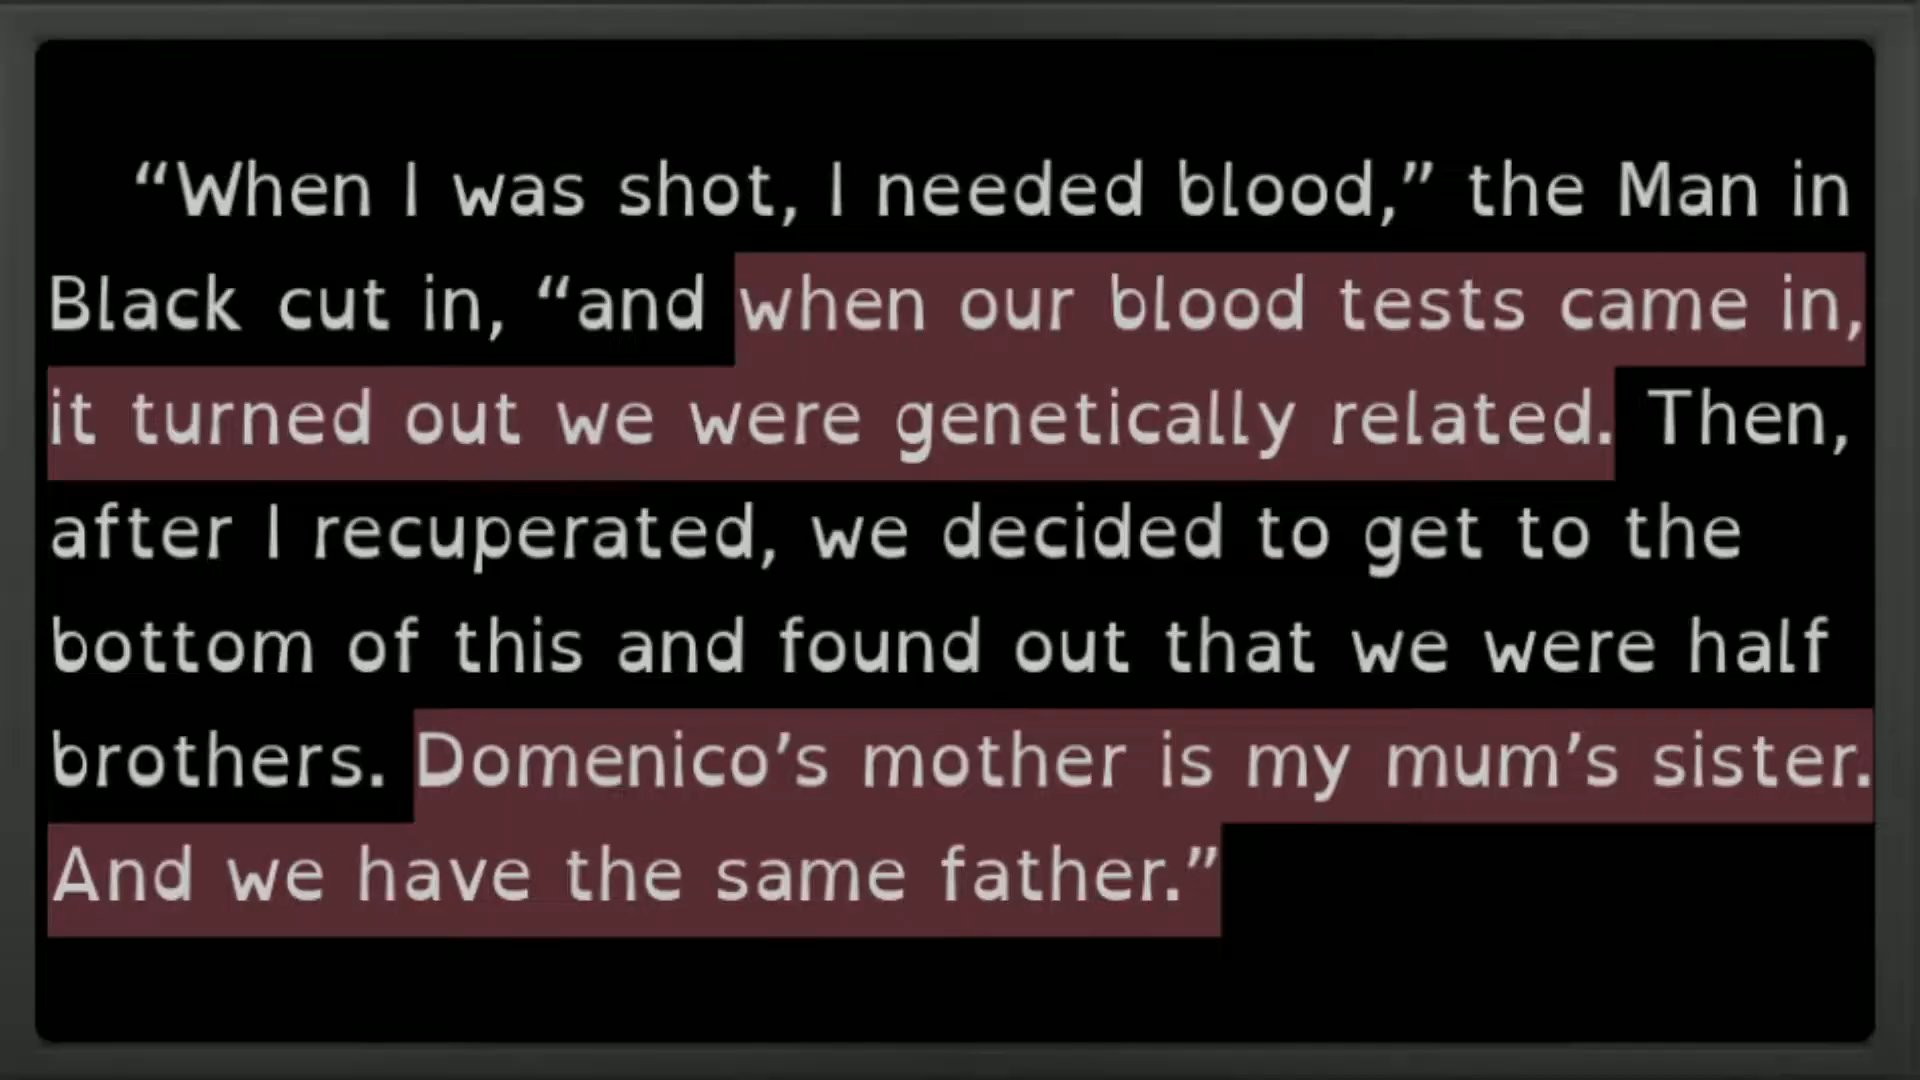 “When I was shot, I needed blood,” the Man in
Black cut in, “and when our blood tests came in,
it turned out we were genetically related. Then,
after I recuperated, we decided to get to the
bottom of this and found out that we were half
brothers. Domenico’s mother is my mum’s sister.
And we have the same father.”